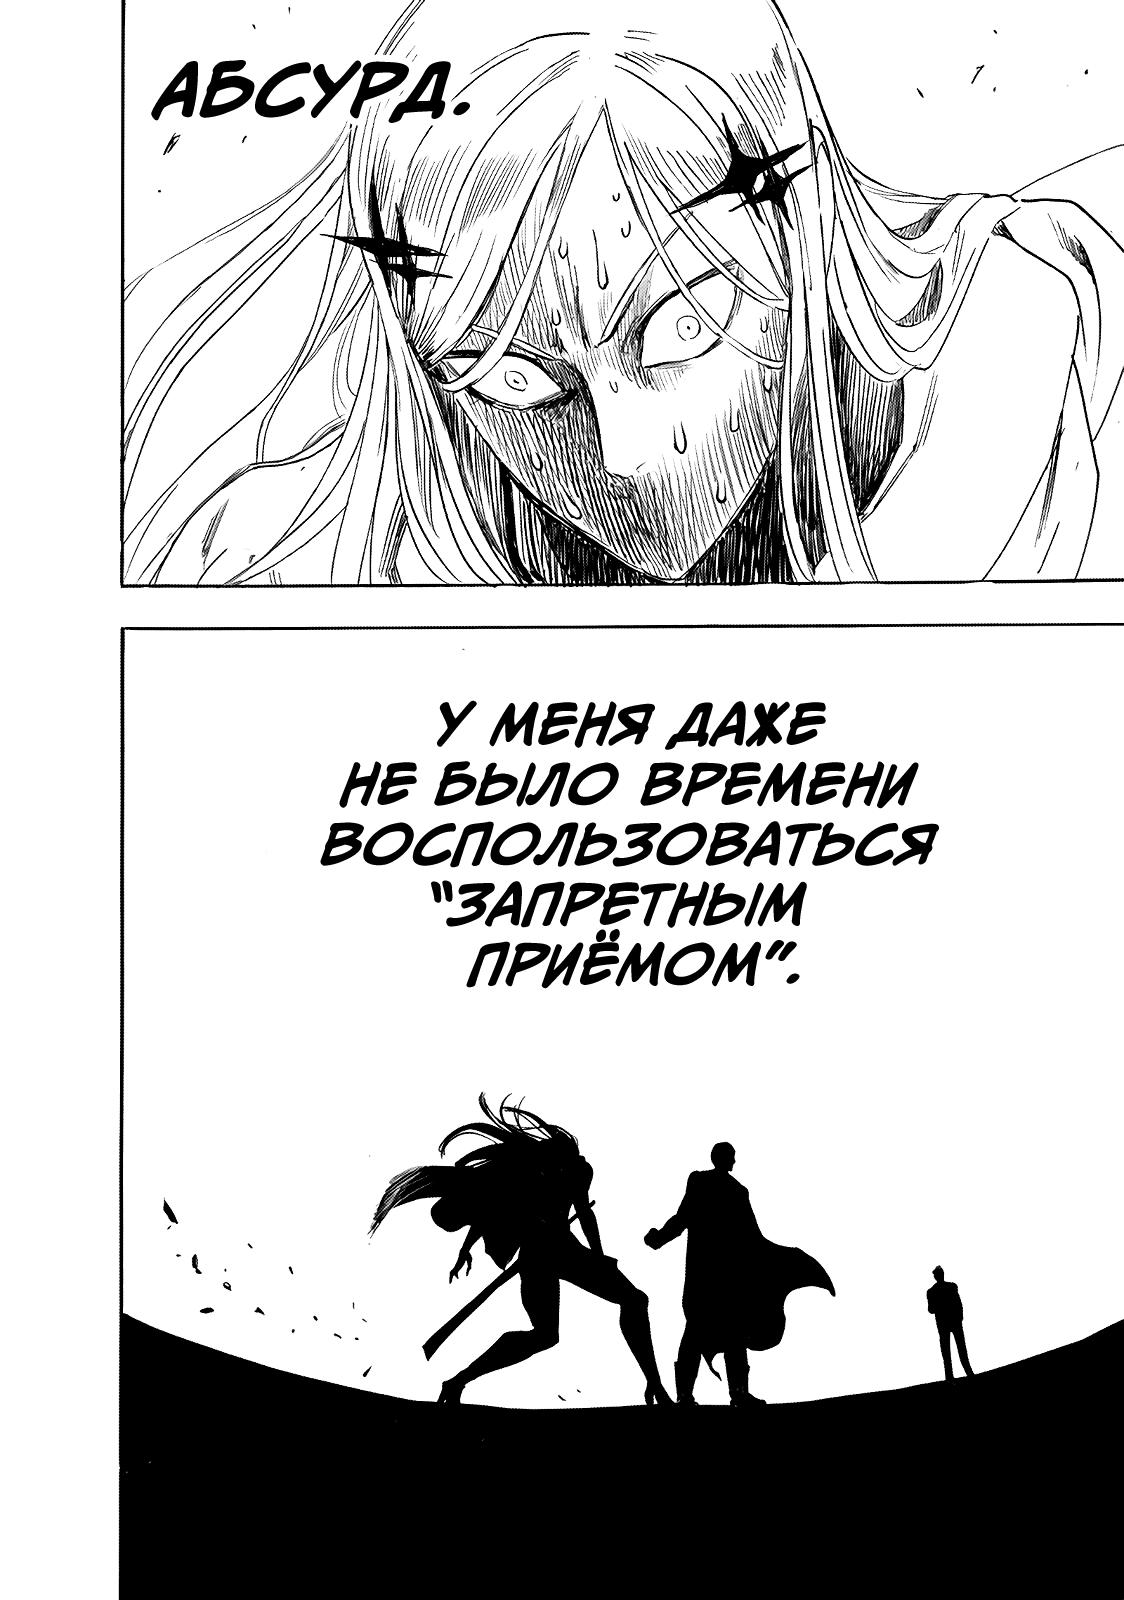 АБСУРД.
У МЕНЯ ДАЖЕ
НЕ БЫЛО ВРЕМЕНИ
ВОСПОЛЬЗОВАТЬСЯ
“ЗАПРЕТНЫМ
ПРИЁМОМ”.